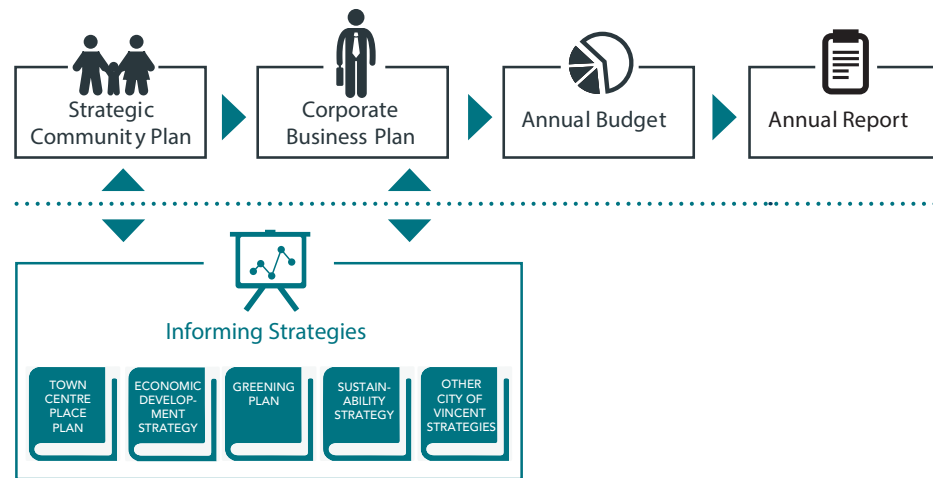 Strategic
Community Plan
Corporate
Business Plan
Annual Budget
Annual Report
Informing Strategies
TOWN
CENTRE
PLACE
PLAN
ECONOMIC
DEVELOP-
MENT
STRATEGY
GREENING
PLAN
SUSTAIN-
ABILITY
STRATEGY
OTHER
CITY OF
VINCENT
STRATEGIES